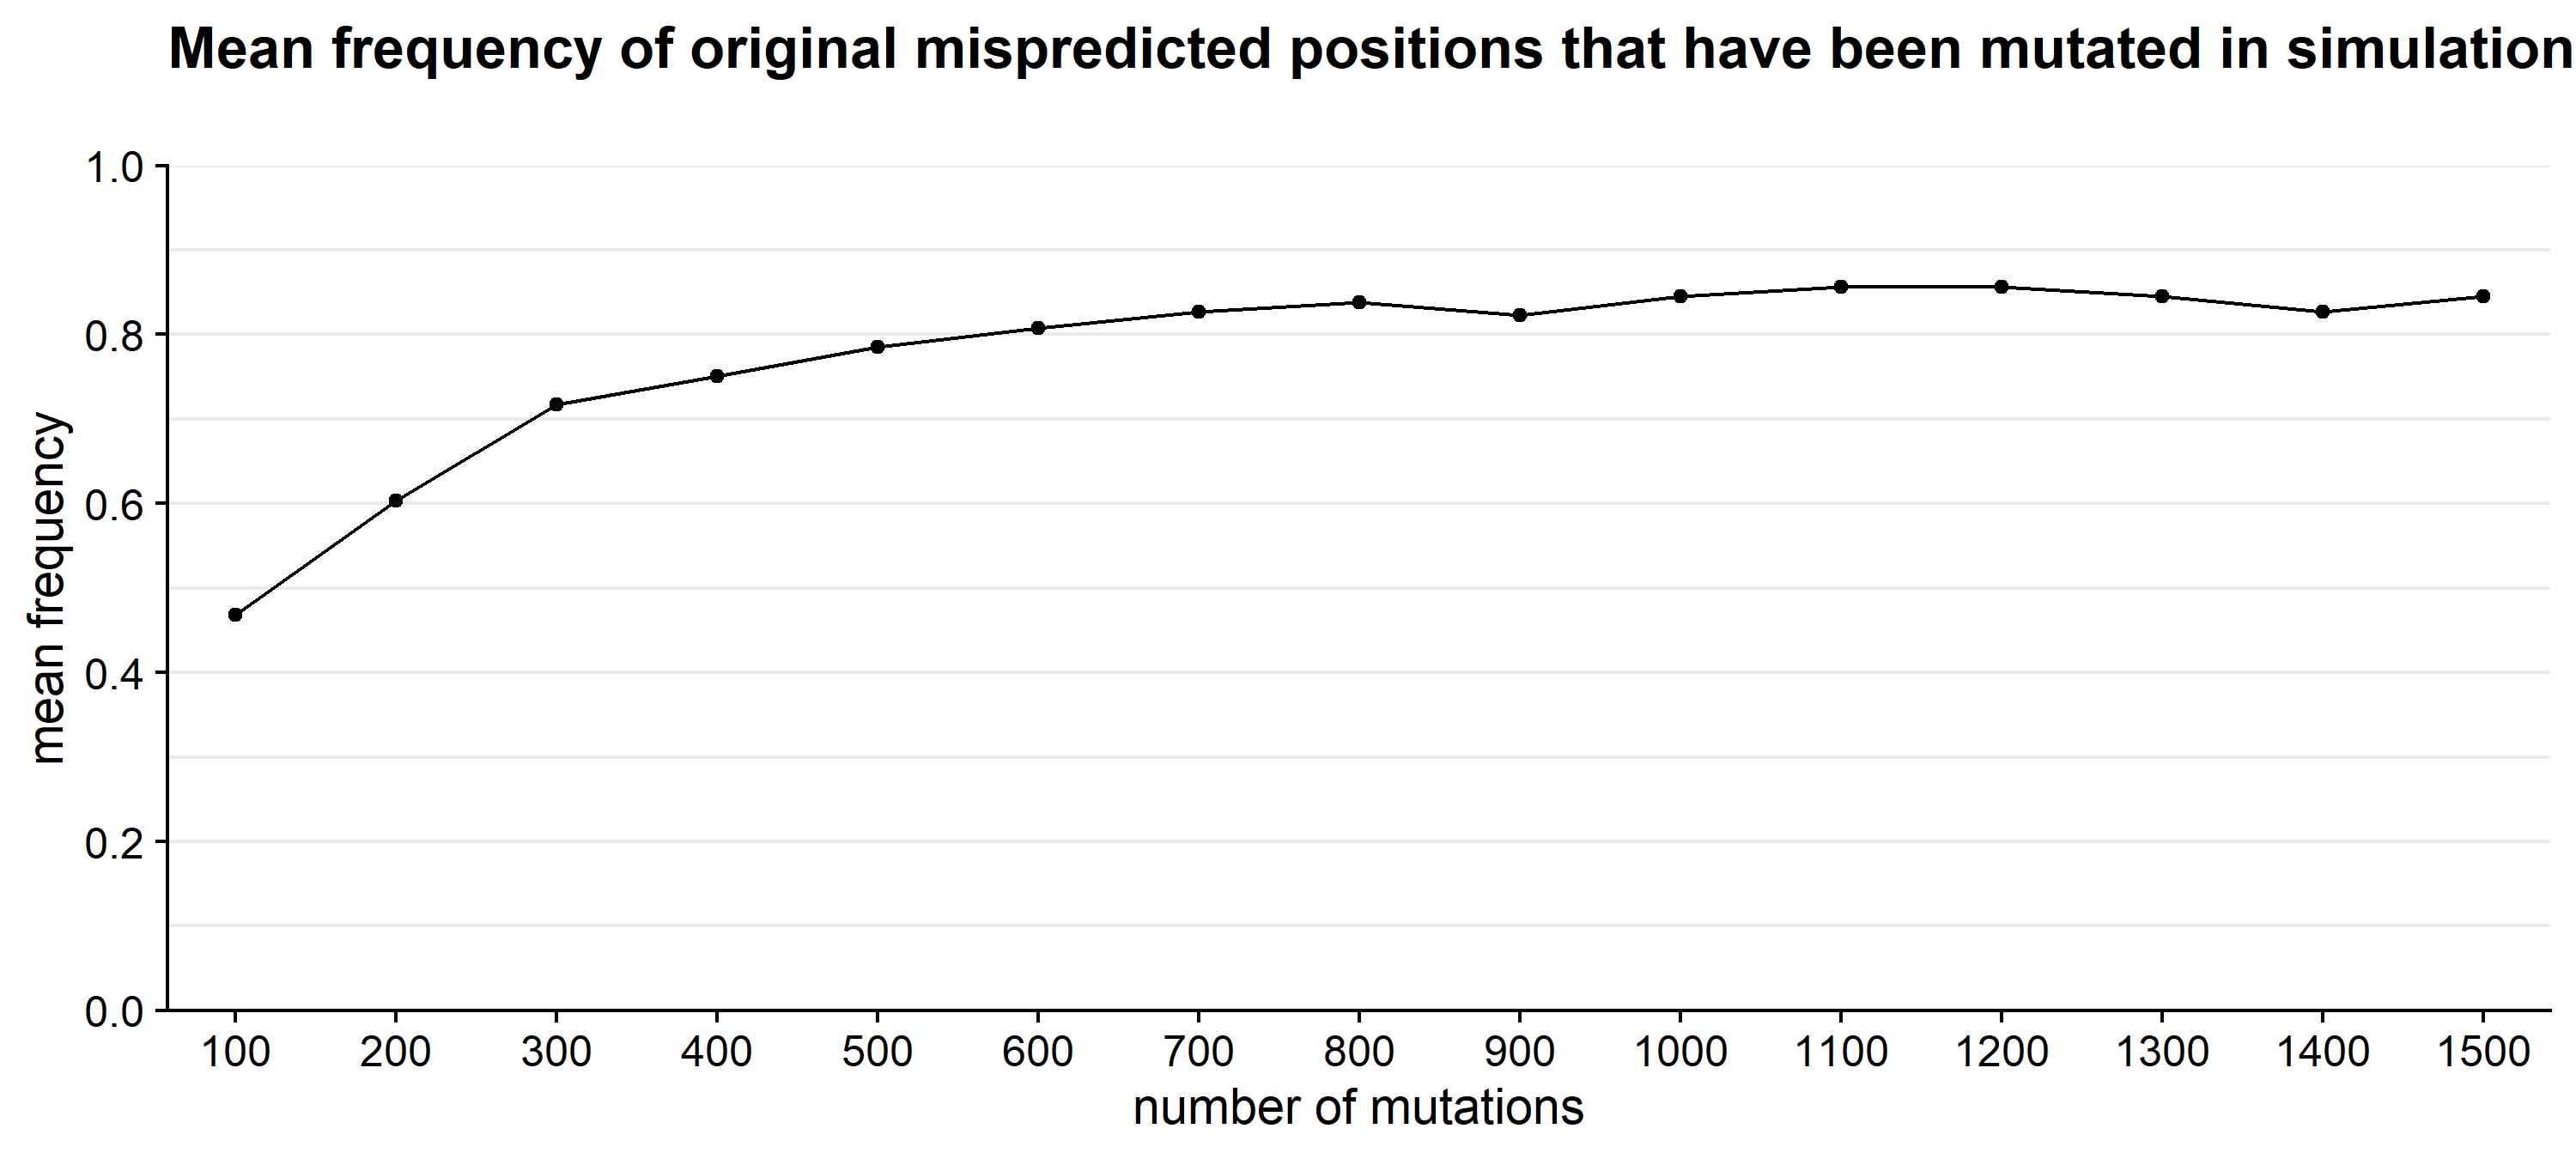 Mean frequency of original mispredicted positions that have been mutated in simulation
1.0
0.8
0.6
0.4
0.2
0.0
mean frequency
100 200 300 400 500 600 700 800 900 1000 1100 1200 1300 1400 1500
number of mutations